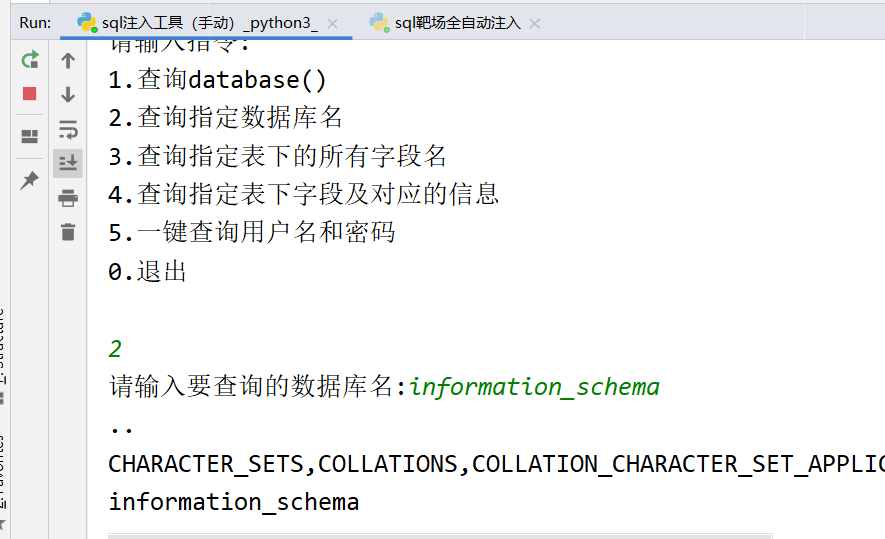 Run: sql注入工具（手动）_python3_ sql靶场全自动注入
请输入指令:
1.查询database()
2.查询指定数据库名
3.查询指定表下的所有字段名
4.查询指定表下字段及对应的信息
5.一键查询用户名和密码
0.退出
2
请输入要查询的数据库名:information_schema
..
CHARACTER_SETS,COLLATIONS,COLLATION_CHARACTER_SET_APPLIC
information_schema